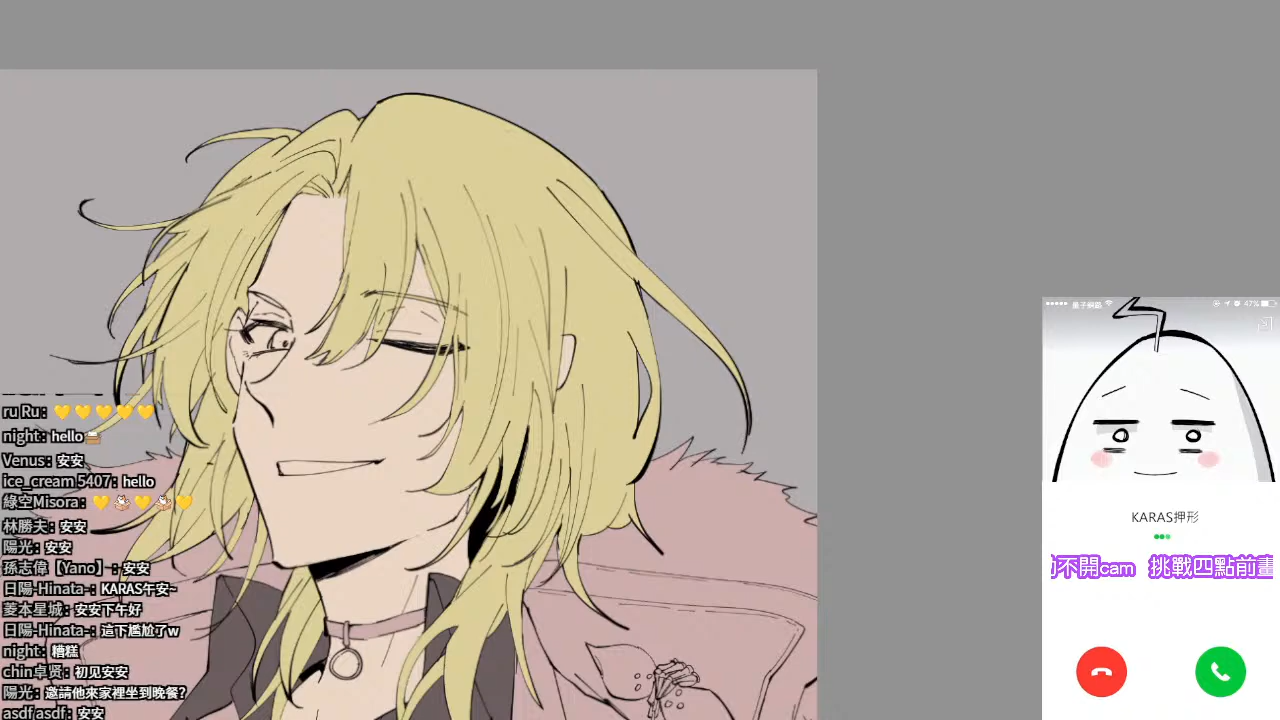 ru Ru: 💛💛💛💛💛
night: hello
Venus: 安安
ice_cream 5407: hello
綠空Misora: 💛💛💛
林勝夫: 安安
陽光: 安安
孫志偉【Yano】: 安安
日陽-Hinata-: KARAS午安~
菱本星城: 安安下午好
日陽-Hinata-: 這下尷尬了w
night: 糟糕
chin卓贤: 初见安安
陽光: 邀請他來家裡坐到晚餐?
asdf asdf: 安安
47%
KARAS押形
不開cam 挑戰四點前畫